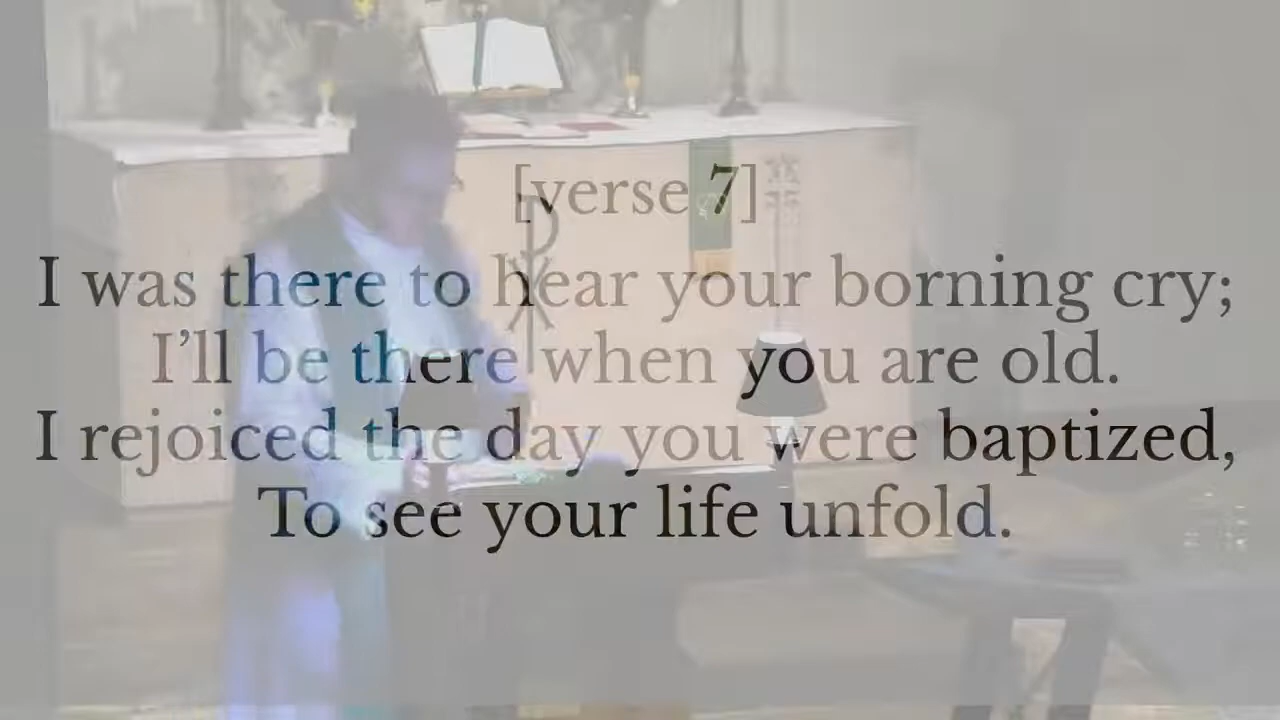 [verse 7]
I was there to hear your borning cry;
I’ll be there when you are old.
I rejoiced the day you were baptized,
To see your life unfold.